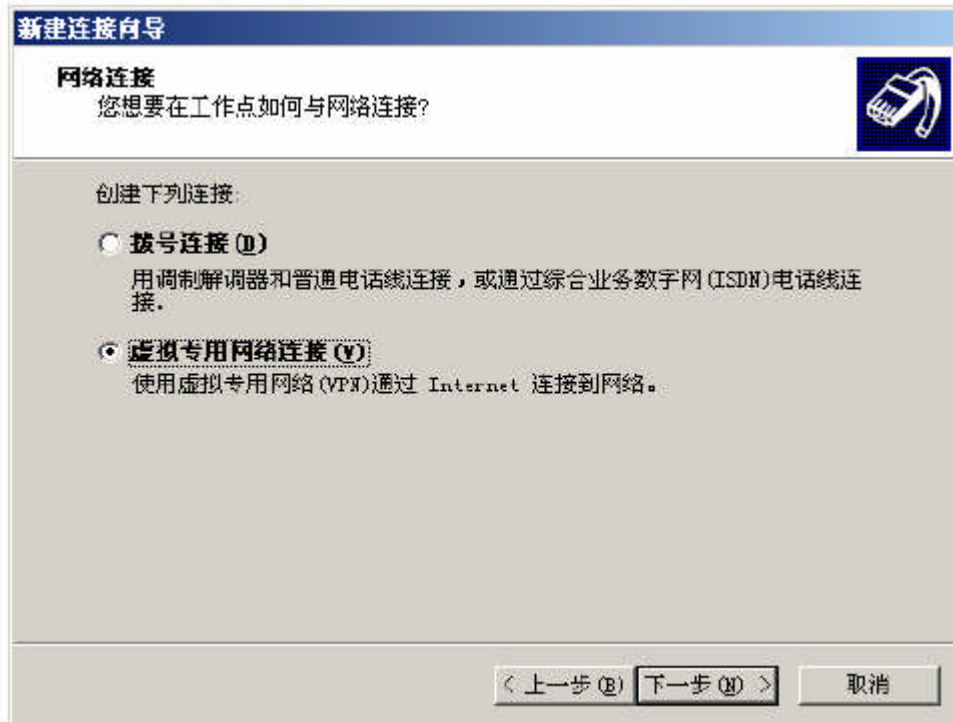 新建连接向导
网络连接
您想要在工作点如何与网络连接?
创建下列连接:
拨号连接(D)
用调制解调器和普通电话线连接，或通过综合业务数字网(ISDN)电话线连
接。
虚拟专用网络连接(V)
使用虚拟专用网络(VPN)通过 Internet 连接到网络。
< 上一步(B) 下一步(N) > 取消